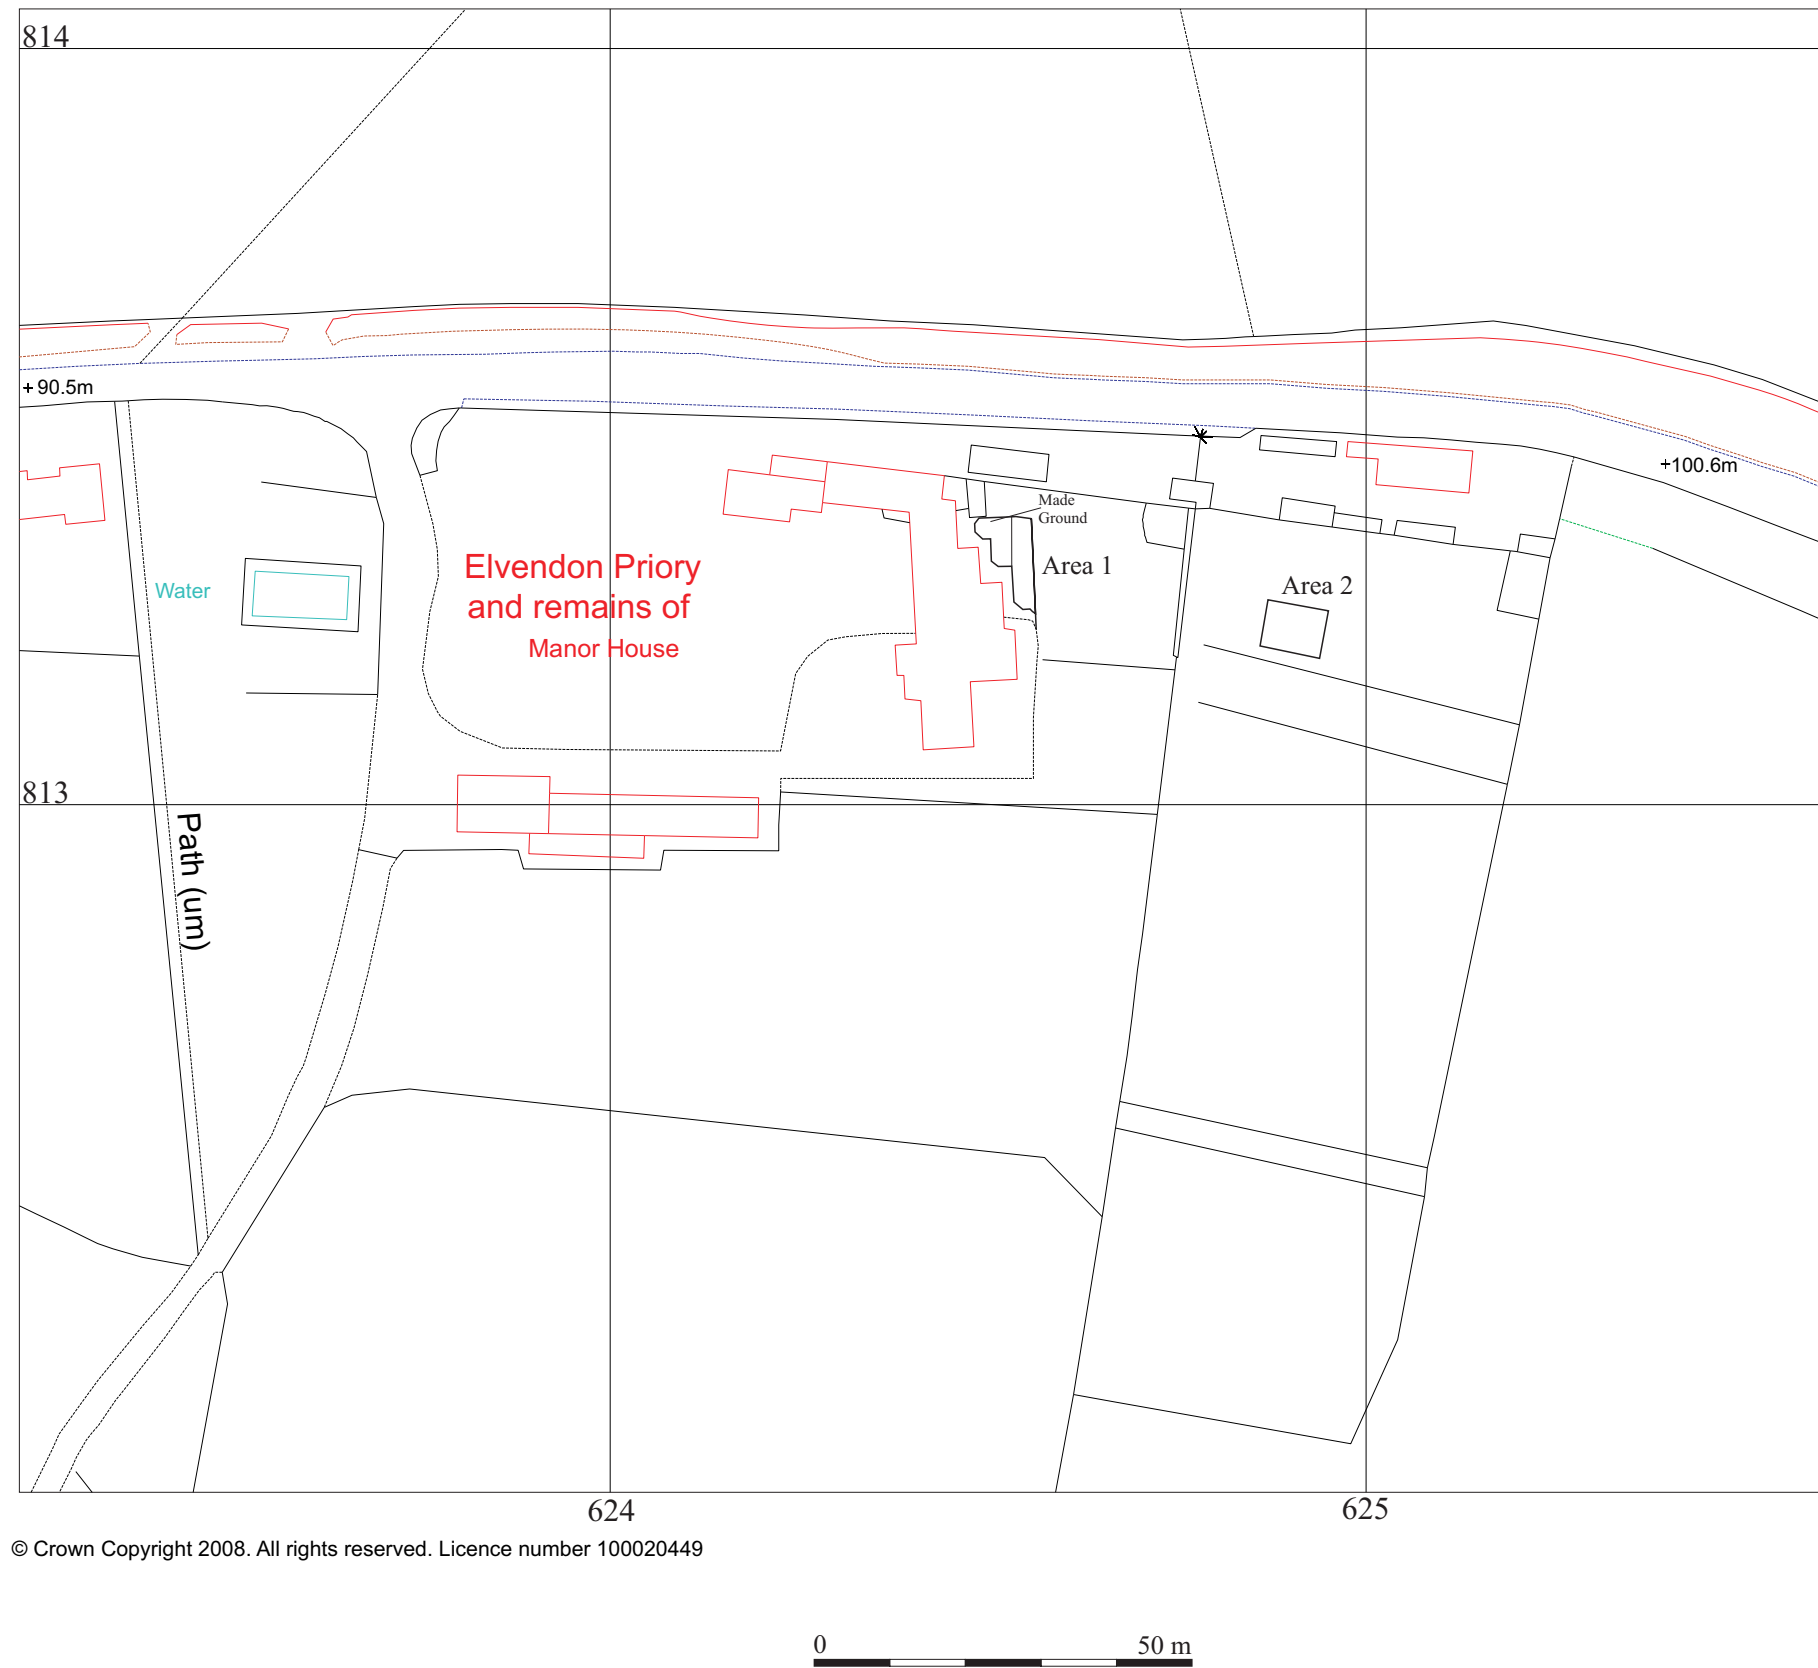 814
+ 90.5m
+100.6m
Made
Ground
Area 1
Area 2
Elvendon Priory
and remains of
Manor House
Water
813
Path (um)
624
625
© Crown Copyright 2008. All rights reserved. Licence number 100020449
0
50 m